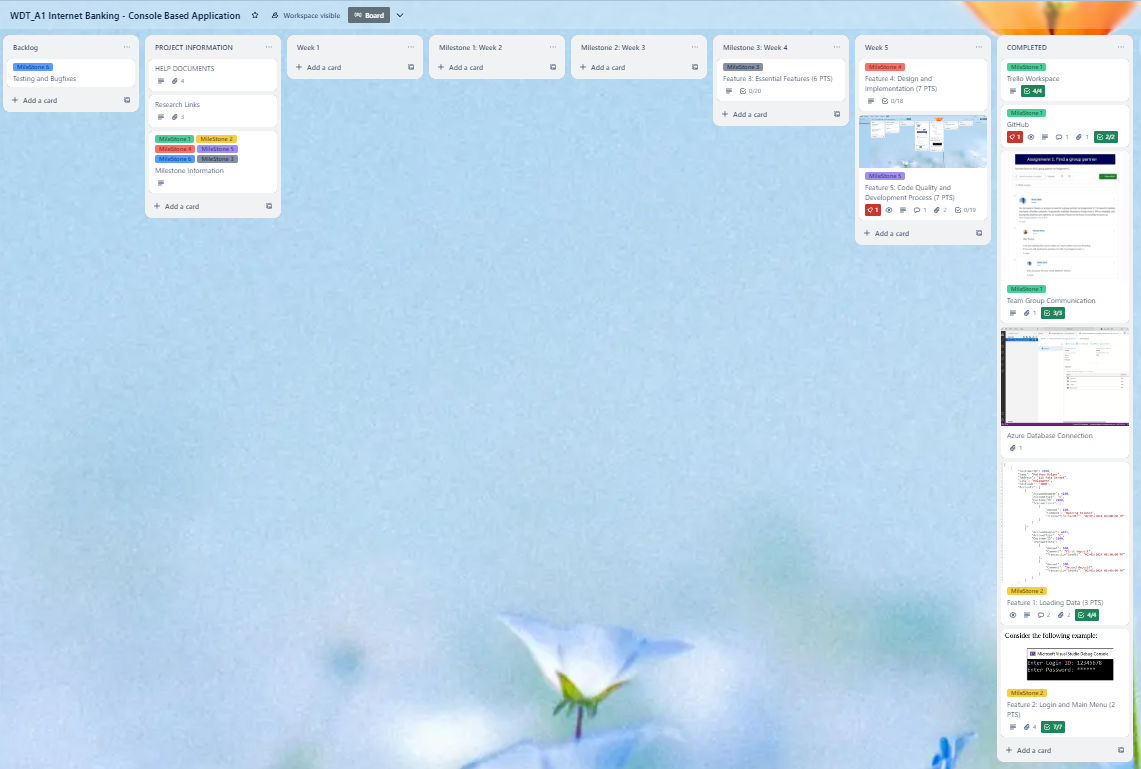 WDT_A1 Internet Banking - Console Based Application
Workspace visible
Board
Backlog
MileStone 6
Testing and Bugfixes
Add a card
PROJECT INFORMATION
HELP DOCUMENTS
4
Research Links
3
MileStone 1
MileStone 2
MileStone 4
MileStone 5
MileStone 6
MileStone 3
Milestone Information
Add a card
Week 1
Add a card
Milestone 1: Week 2
Add a card
Milestone 2: Week 3
Add a card
Milestone 3: Week 4
MileStone 3
Feature 3: Essential Features (6 PTS)
0/20
Add a card
Week 5
MileStone 4
Feature 4: Design and
Implementation (7 PTS)
0/18
MileStone 5
Feature 5: Code Quality and
Development Process (7 PTS)
1
1
2
0/19
Add a card
COMPLETED
MileStone 1
Trello Workspace
4/4
MileStone 1
GitHub
1
1
1
2/2
Assignment 1: Find a group partner
MileStone 1
Team Group Communication
1
3/3
Azure Database Connection
1
MileStone 2
Feature 1: Loading Data (3 PTS)
2
2
4/4
Consider the following example:
Microsoft Visual Studio Debug Console
Enter Login ID: 12345678
Enter Password: ******
MileStone 2
Feature 2: Login and Main Menu (2
PTS)
4
7/7
Add a card